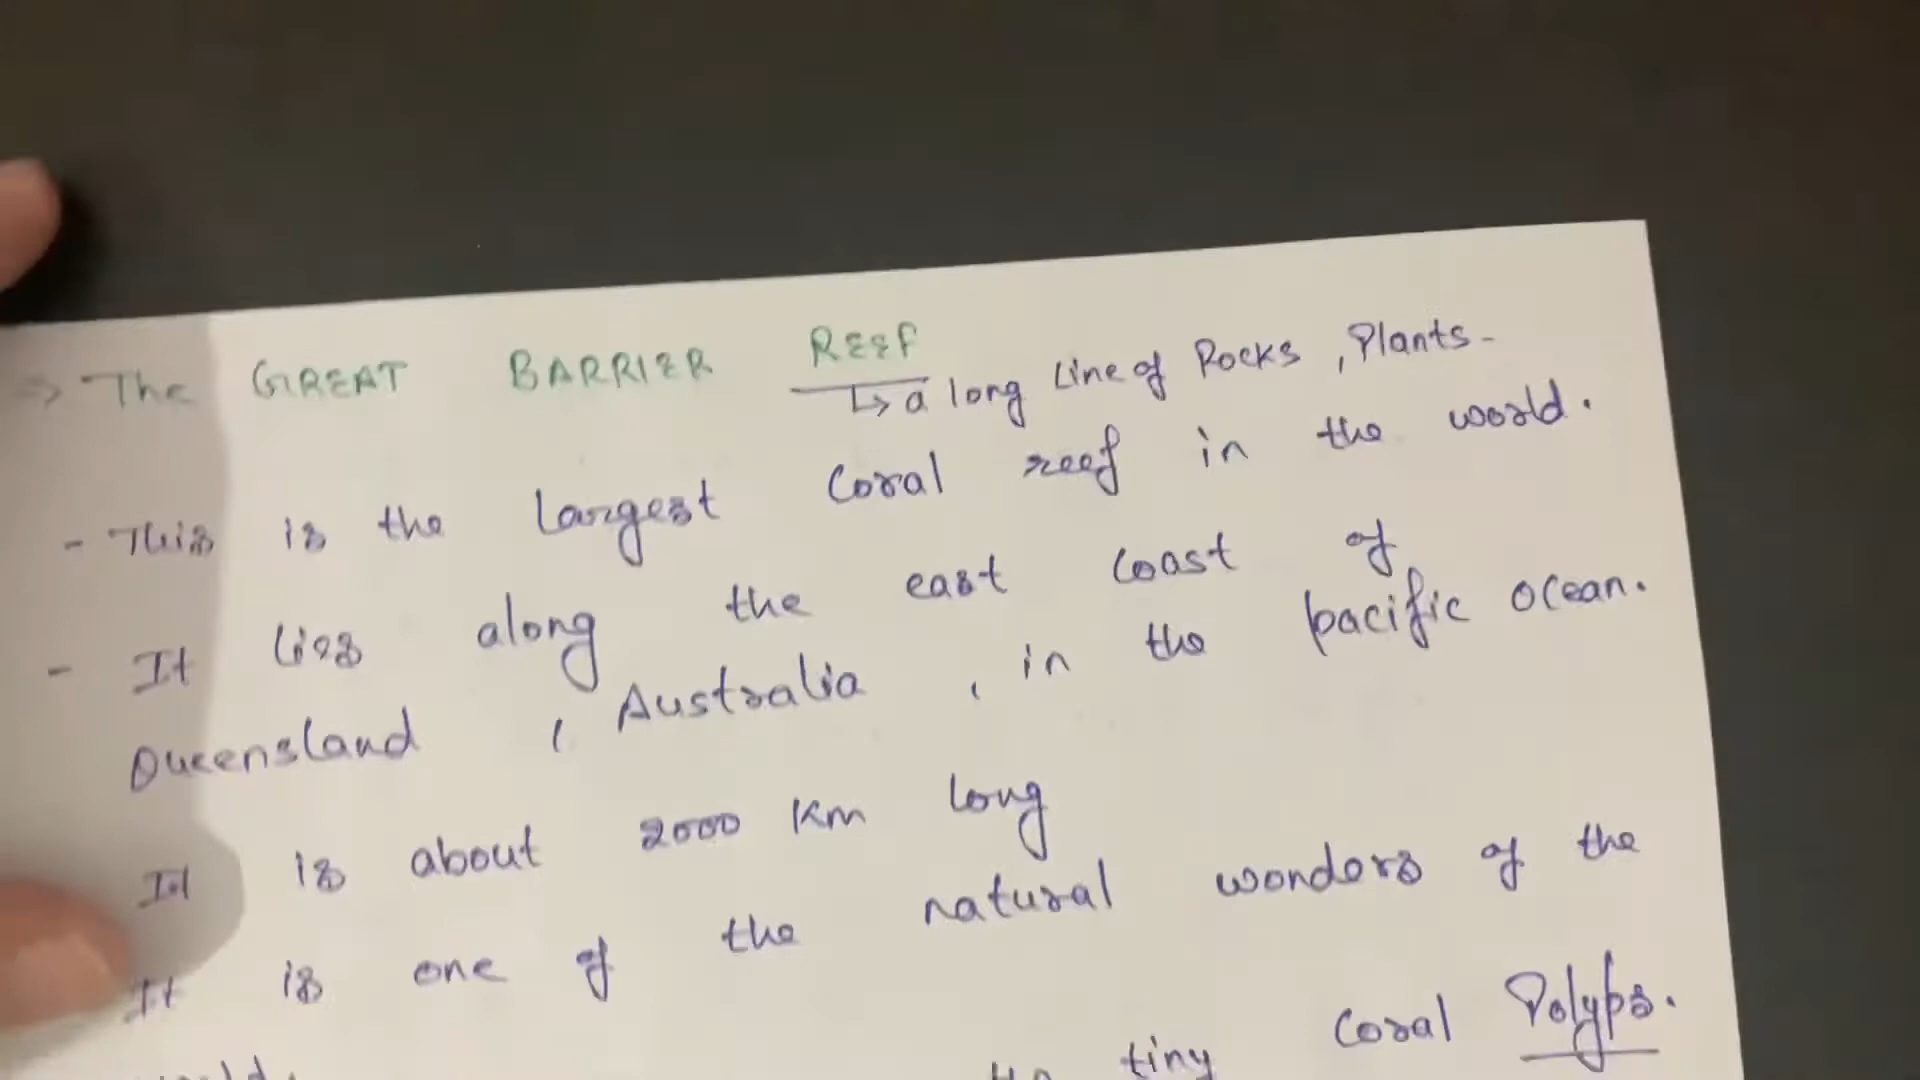 => The GREAT BARRIER REEF
↳ a long Line of Rocks, Plants-
- This is the Largest Coral reef in the world.
- It lies along the east coast of
Queensland, Australia, in the pacific ocean.
It is about 2000 Km long
It is one of the natural wonders of the
tiny Coral Polyps.